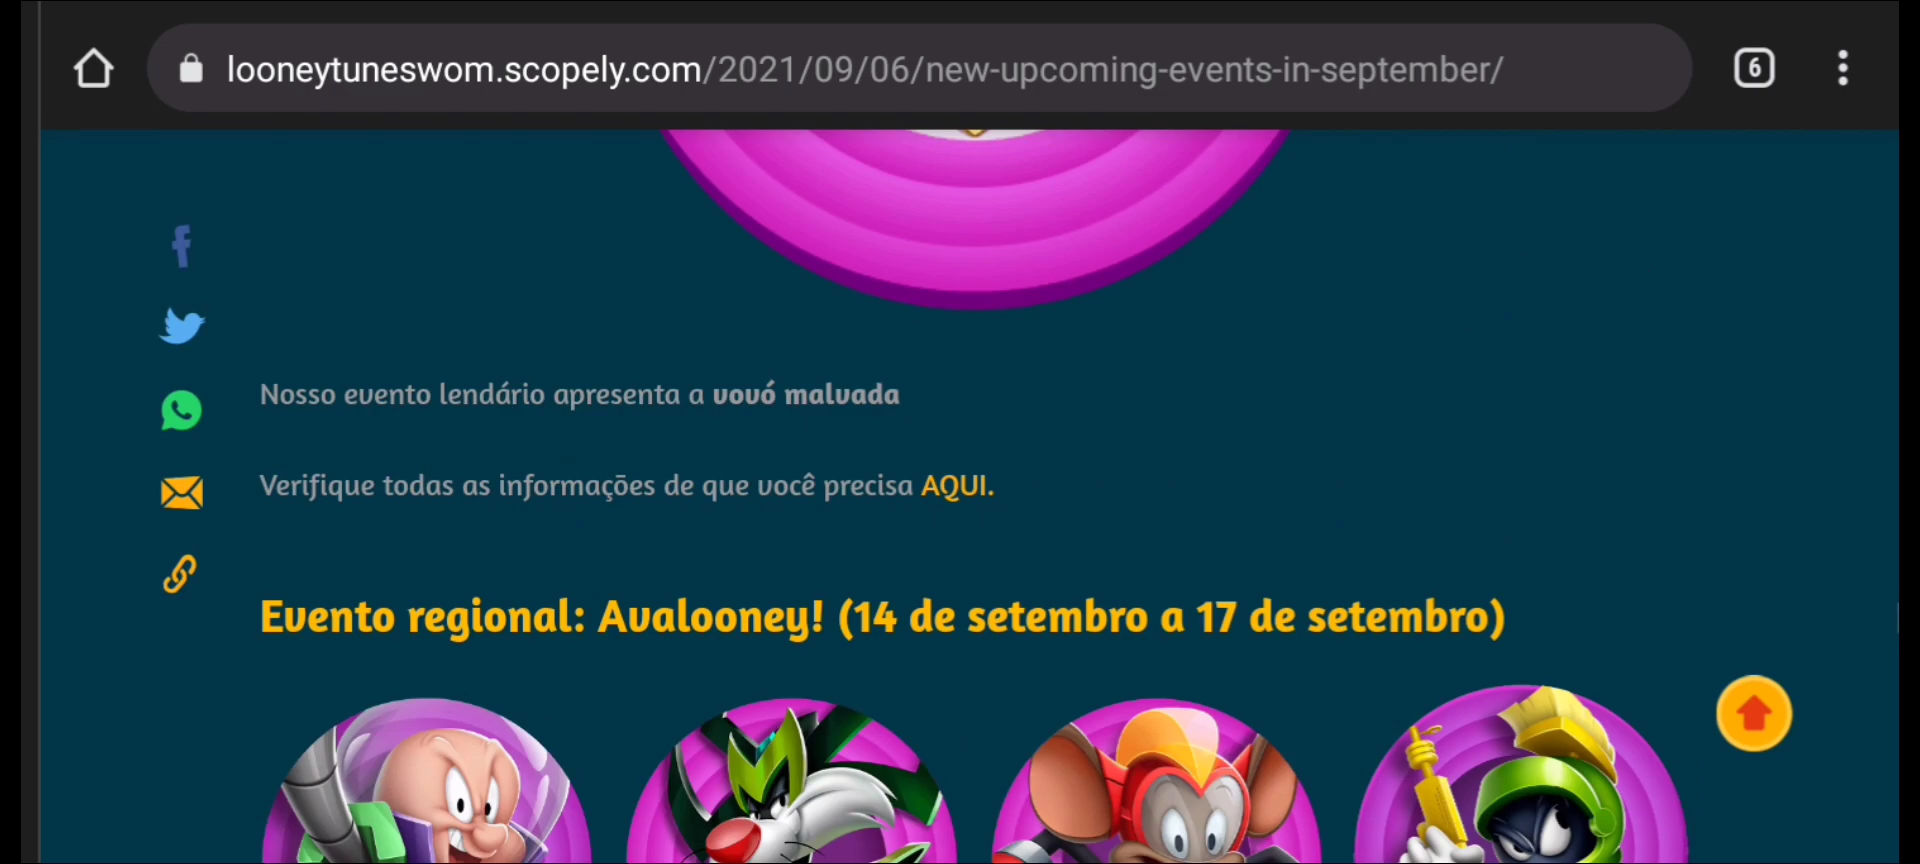 looneytuneswom.scopely.com/2021/09/06/new-upcoming-events-in-september/
6
Nosso evento lendário apresenta a vovó malvada
Verifique todas as informações de que você precisa AQUI.
Evento regional: Avalooney! (14 de setembro a 17 de setembro)